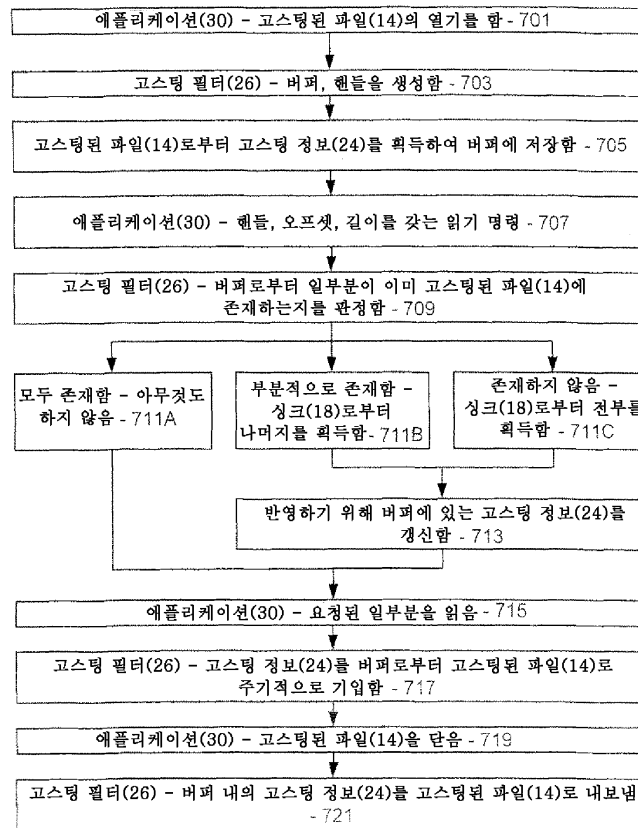 애플리케이션(30) - 고스팅된 파일(14)의 열기를 함 - 701
고스팅 필터(26) - 버퍼, 핸들을 생성함 - 703
고스팅된 파일(14)로부터 고스팅 정보(24)를 획득하여 버퍼에 저장함 - 705
애플리케이션(30) - 핸들, 오프셋, 길이를 갖는 읽기 명령 - 707
고스팅 필터(26) - 버퍼로부터 일부분이 이미 고스팅된 파일(14)에
존재하는지를 판정함 - 709
모두 존재함 - 아무것도
하지 않음 - 711A
부분적으로 존재함 -
싱크(18)로부터
나머지를 획득함 - 711B
존재하지 않음 -
싱크(18)로부터 전부를
획득함 - 711C
반영하기 위해 버퍼에 있는 고스팅 정보(24)를
갱신함 - 713
애플리케이션(30) - 요청된 일부분을 읽음 - 715
고스팅 필터(26) - 고스팅 정보(24)를 버퍼로부터 고스팅된 파일(14)로
주기적으로 기입함 - 717
애플리케이션(30) - 고스팅된 파일(14)을 닫음 - 719
고스팅 필터(26) - 버퍼 내의 고스팅 정보(24)를 고스팅된 파일(14)로 내보냄
- 721